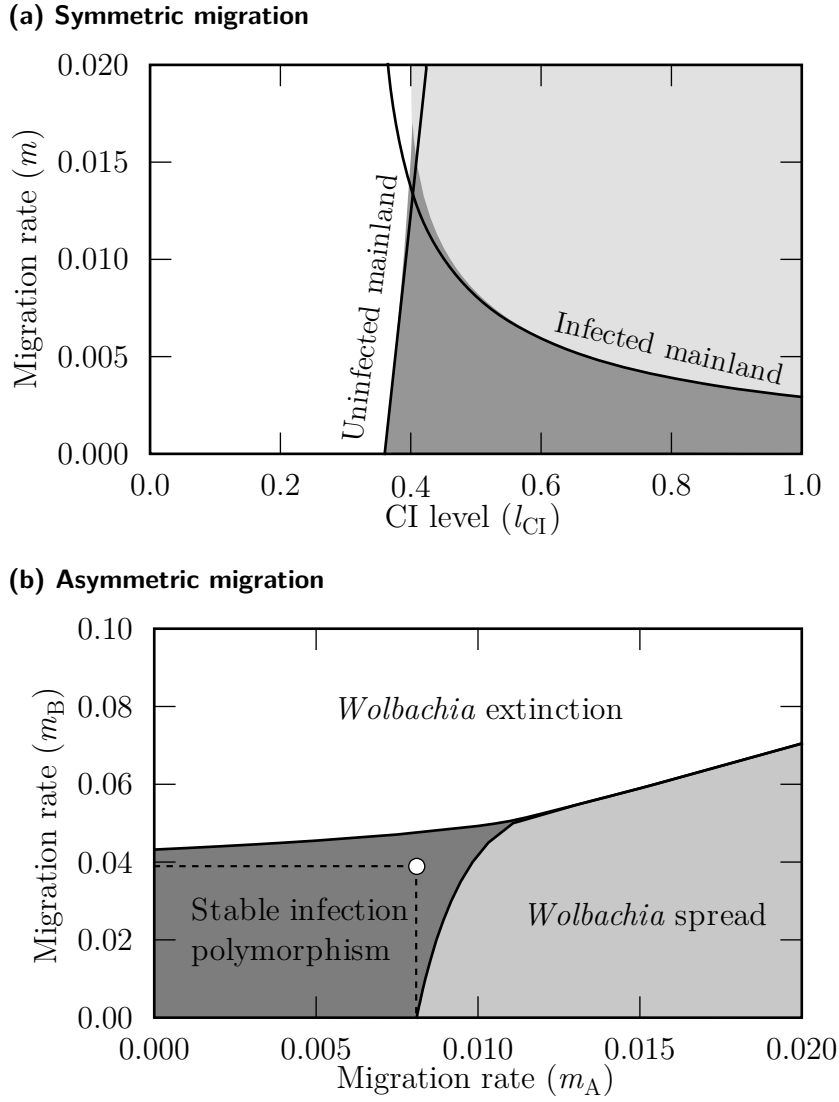 (a) Symmetric migration
0.020
0.015
0.010
0.005
0.000
Migration rate (m)
Uninfected mainland
Infected mainland
0.0 0.2 0.4 0.6 0.8 1.0
CI level (lCI)
(b) Asymmetric migration
0.10
0.08
0.06
0.04
0.02
0.00
Migration rate (mB)
Wolbachia extinction
Stable infection
polymorphism
Wolbachia spread
0.000 0.005 0.010 0.015 0.020
Migration rate (mA)